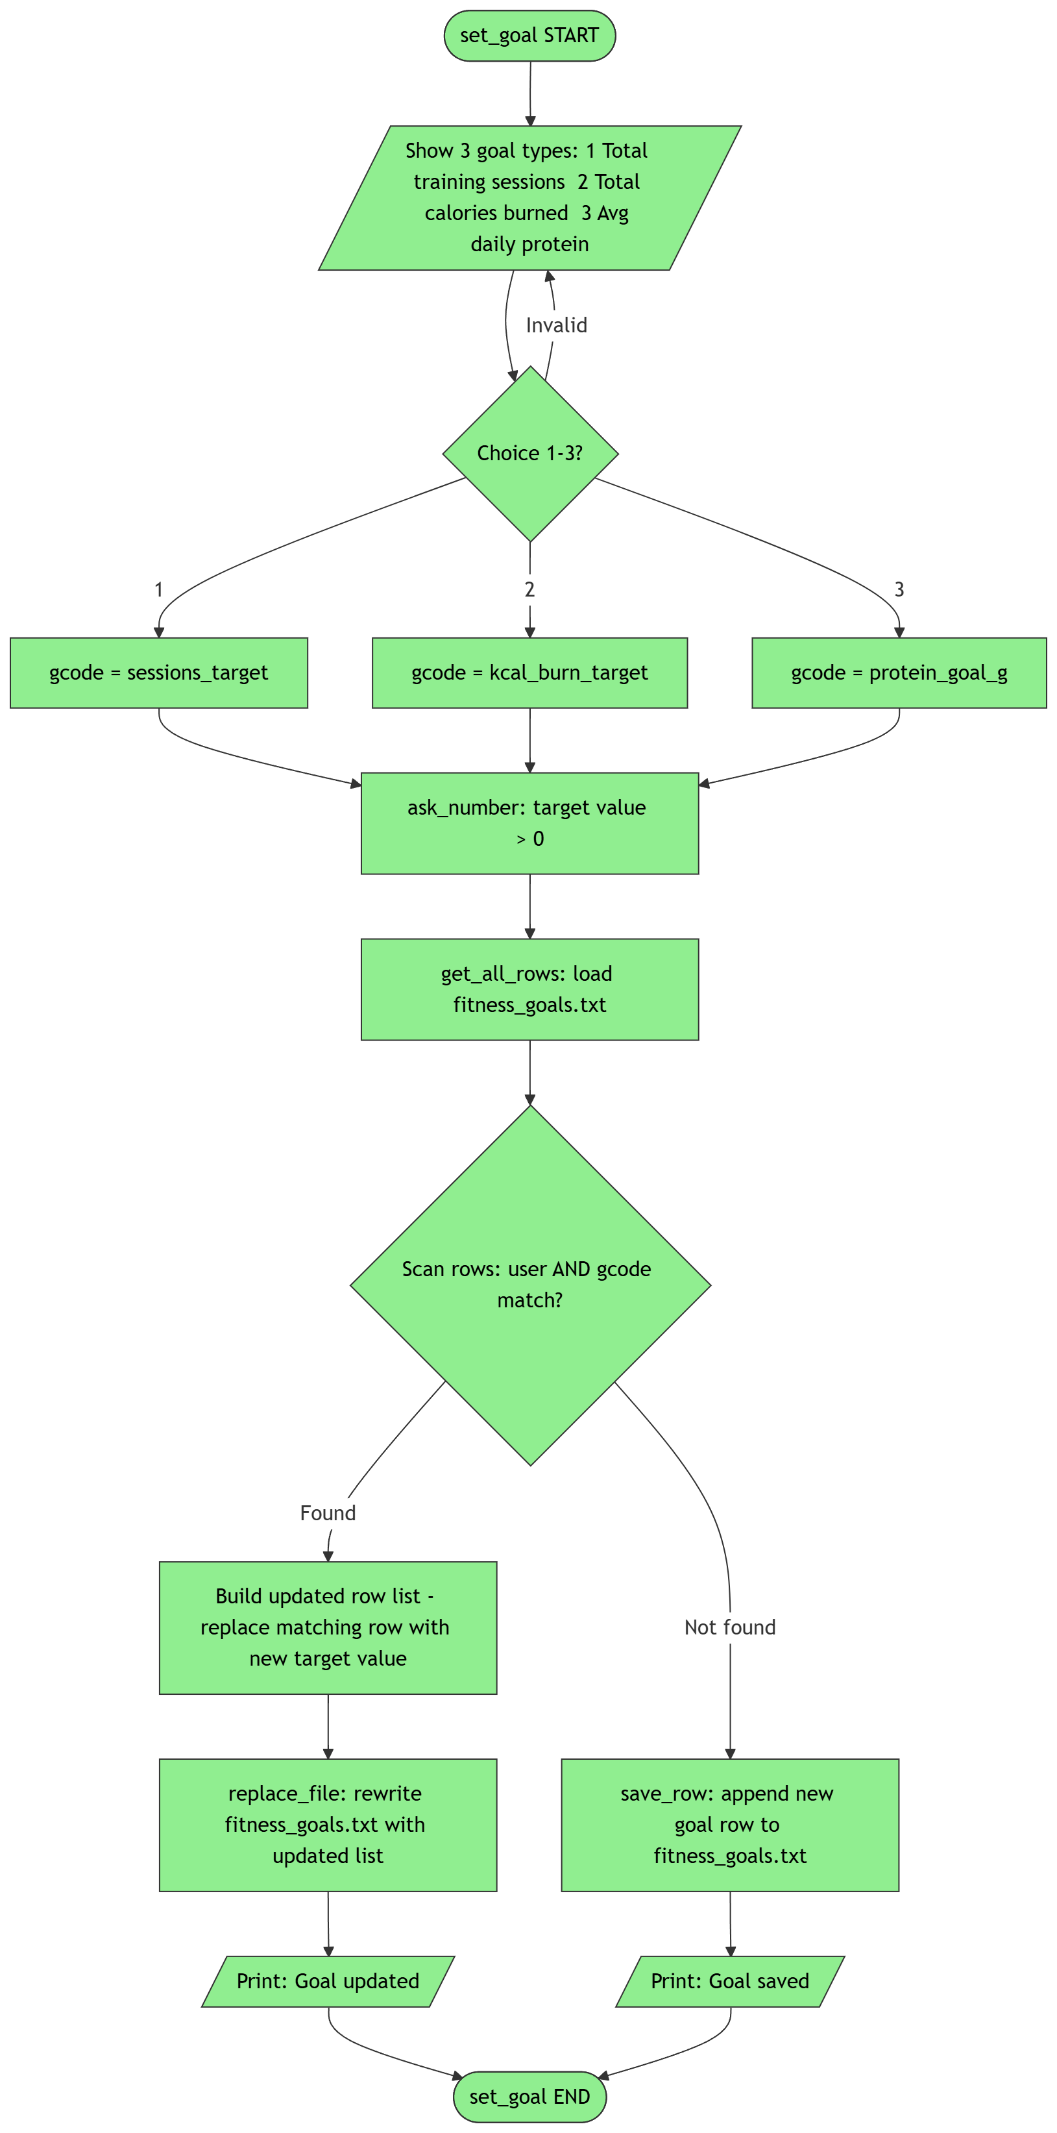 set_goal START
Show 3 goal types: 1 Total
training sessions  2 Total
calories burned  3 Avg
daily protein
Invalid
Choice 1-3?
1
2
3
gcode = sessions_target
gcode = kcal_burn_target
gcode = protein_goal_g
ask_number: target value
> 0
get_all_rows: load
fitness_goals.txt
Scan rows: user AND gcode
match?
Found
Build updated row list -
replace matching row with
new target value
Not found
replace_file: rewrite
fitness_goals.txt with
updated list
save_row: append new
goal row to
fitness_goals.txt
Print: Goal updated
Print: Goal saved
set_goal END